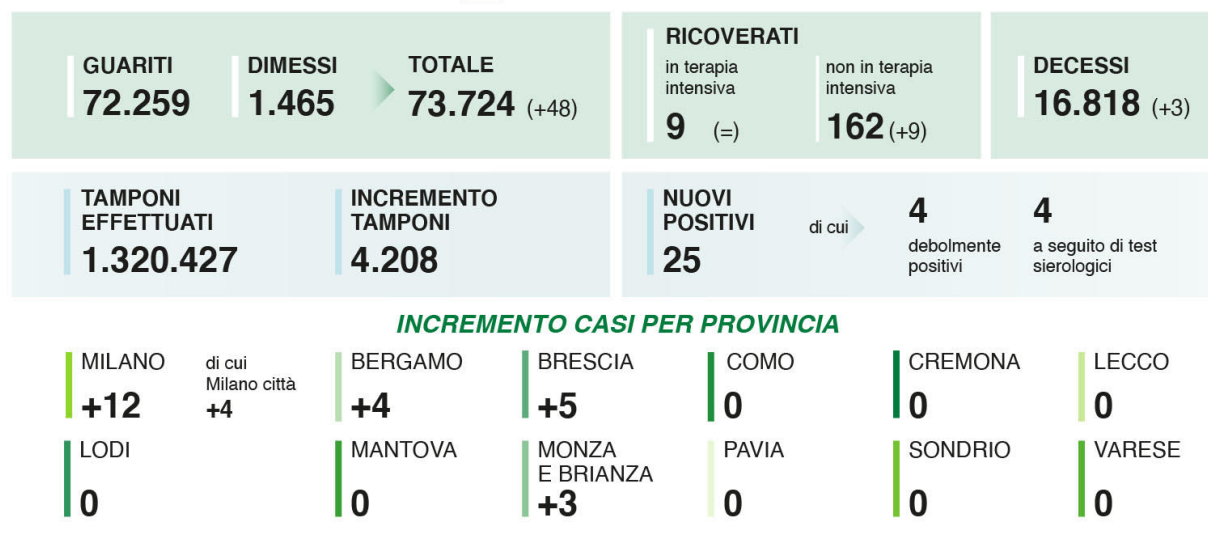 GUARITI
72.259
DIMESSI
1.465
TOTALE
73.724 (+48)
RICOVERATI
in terapia
intensiva
9 (=)
non in terapia
intensiva
162 (+9)
DECESSI
16.818 (+3)
TAMPONI
EFFETTUATI
1.320.427
INCREMENTO
TAMPONI
4.208
NUOVI
POSITIVI
25
di cui
4
debolmente
positivi
4
a seguito di test
sierologici
INCREMENTO CASI PER PROVINCIA
MILANO
+12
di cui
Milano città
+4
BERGAMO
+4
BRESCIA
+5
COMO
0
CREMONA
0
LECCO
0
LODI
0
MANTOVA
0
MONZA
E BRIANZA
+3
PAVIA
0
SONDRIO
0
VARESE
0